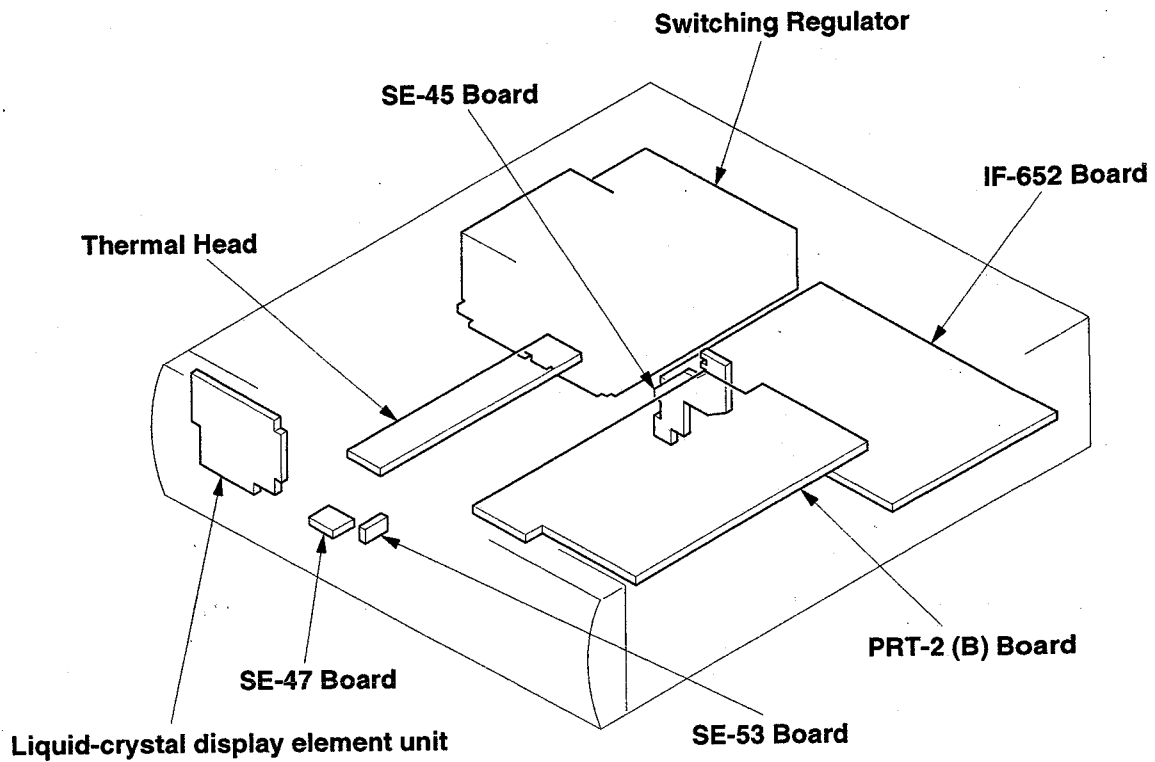 Switching Regulator
SE-45 Board
IF-652 Board
Thermal Head
PRT-2 (B) Board
SE-47 Board
SE-53 Board
Liquid-crystal display element unit